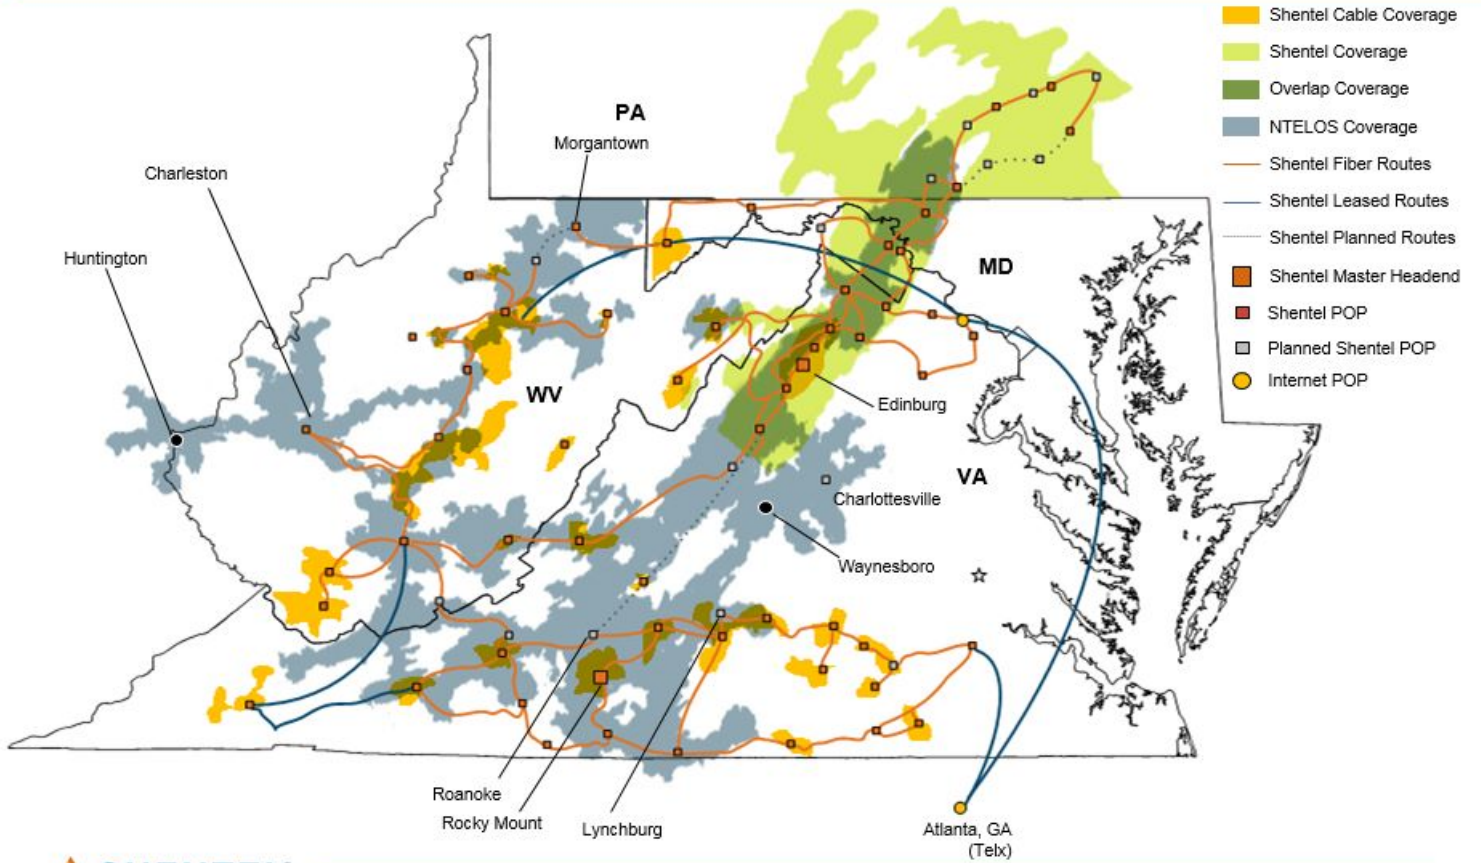 Shentel Cable Coverage
Shentel Coverage
Overlap Coverage
NTELOS Coverage
Shentel Fiber Routes
Shentel Leased Routes
Shentel Planned Routes
Shentel Master Headend
Shentel POP
Planned Shentel POP
Internet POP
PA
Morgantown
Charleston
Huntington
MD
WV
Edinburg
VA
Charlottesville
Waynesboro
Roanoke
Rocky Mount
Lynchburg
Atlanta, GA
(Telx)